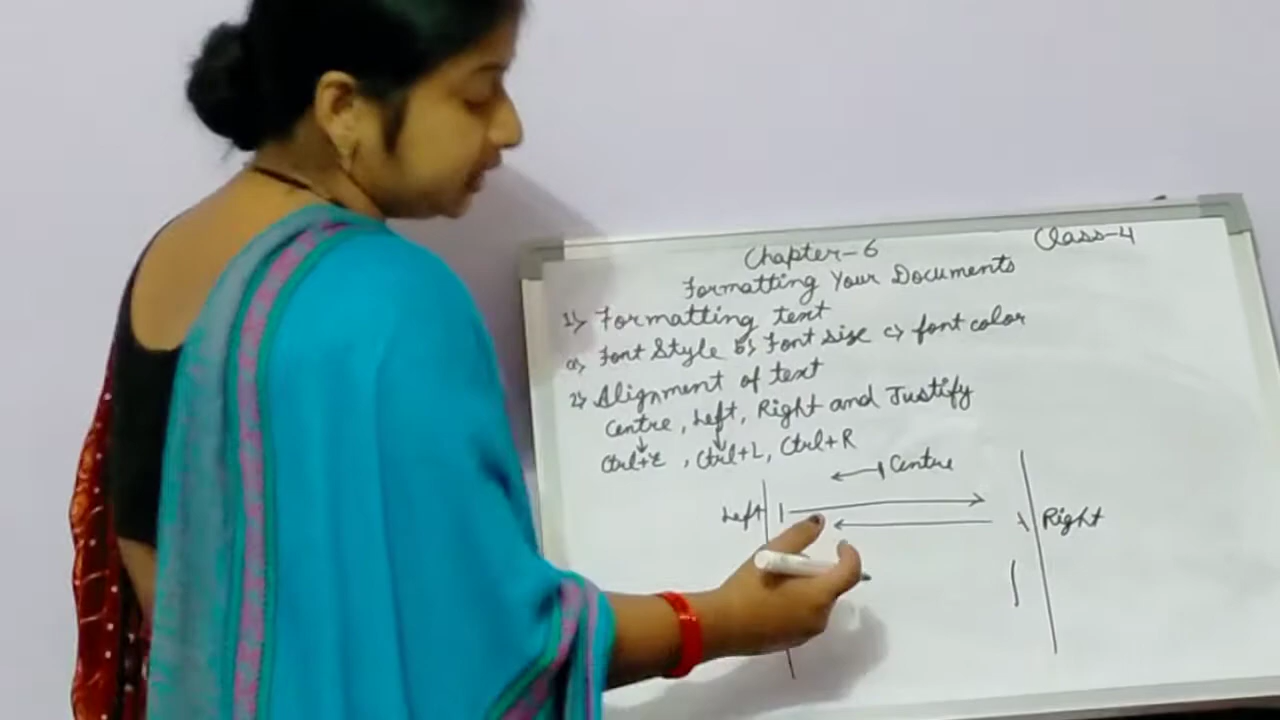 Chapter-6
Class-4
Formatting Your Documents
1) Formatting text
a) Font Style b) Font size c) font color
2) Alignment of text
Centre, Left, Right and Justify
Ctrl+E, Ctrl+L, Ctrl+R
Centre
Left
Right